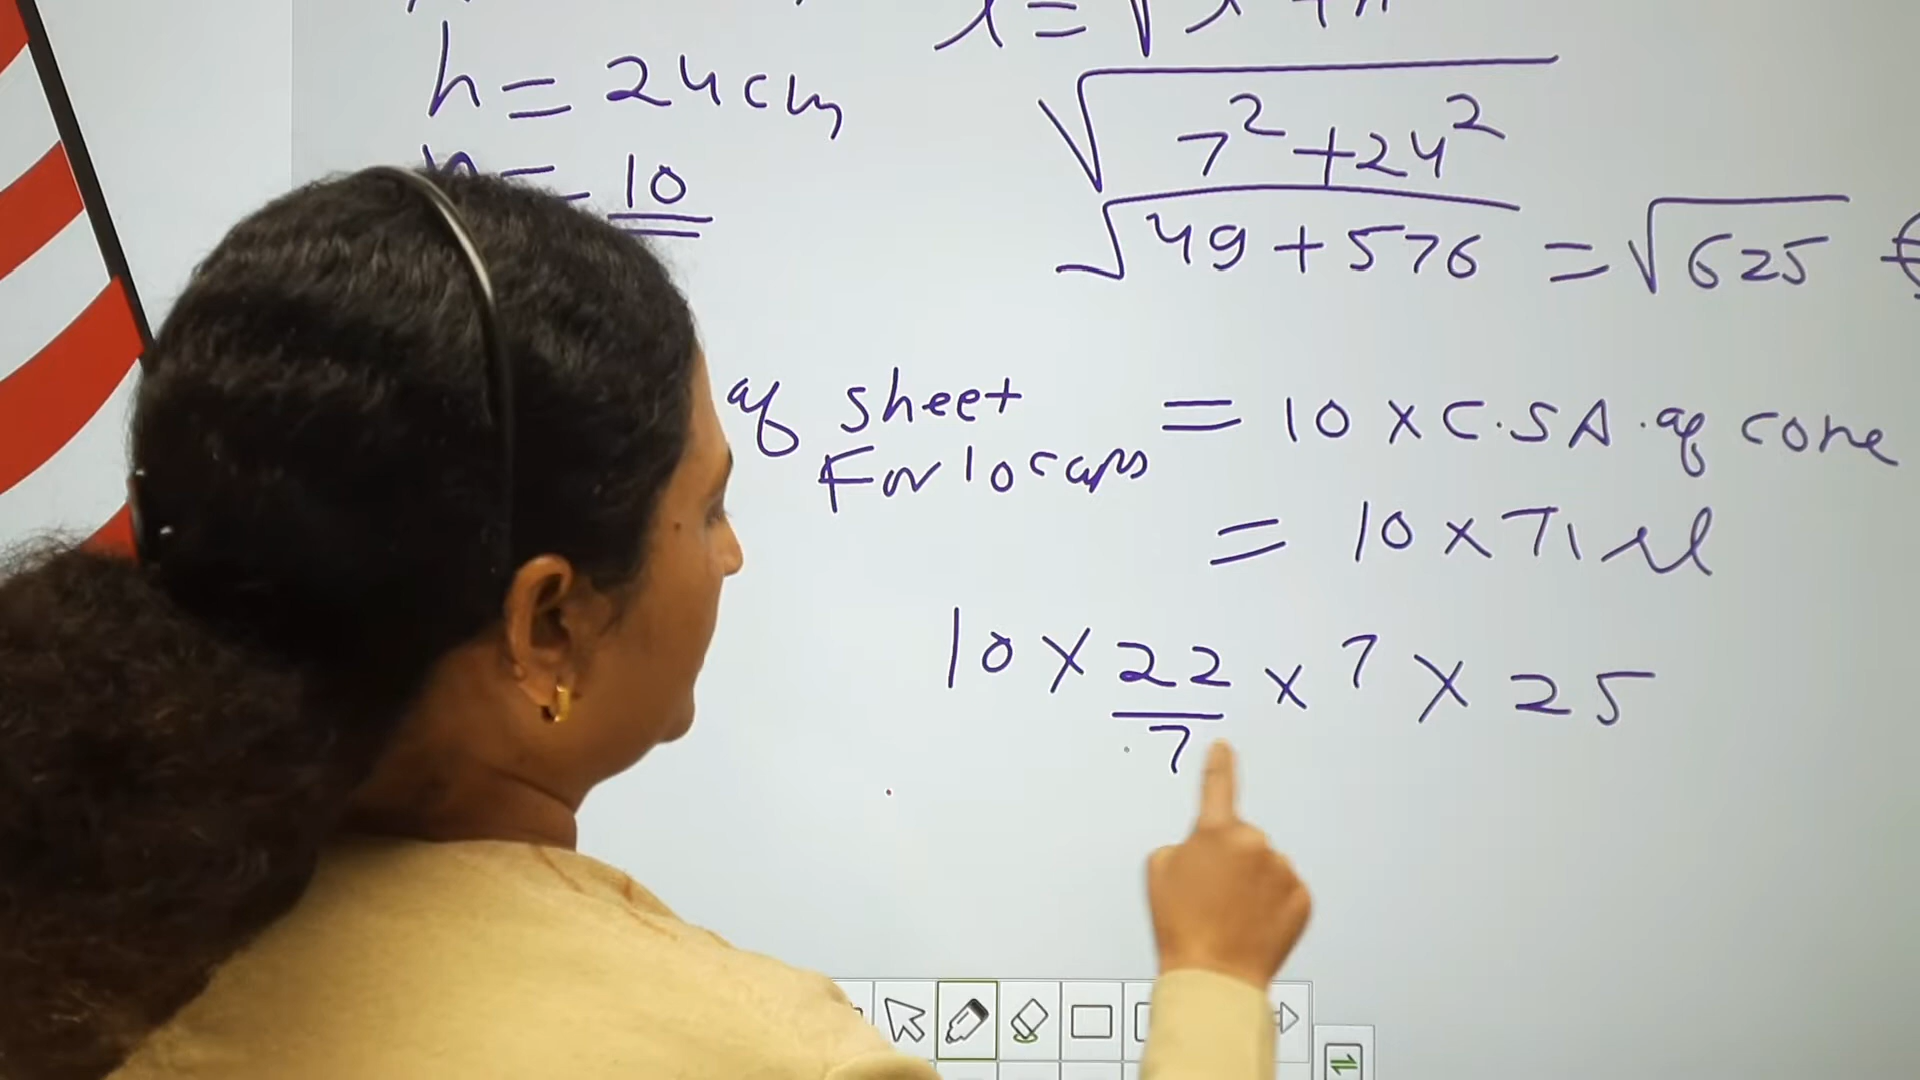 h = 24cm
= 10
√7²+24²
√49+576 = √625
of sheet = 10 x C.S.A. of cone
For 10 caps
= 10 x π r l
10 x 22/7 x 7 x 25